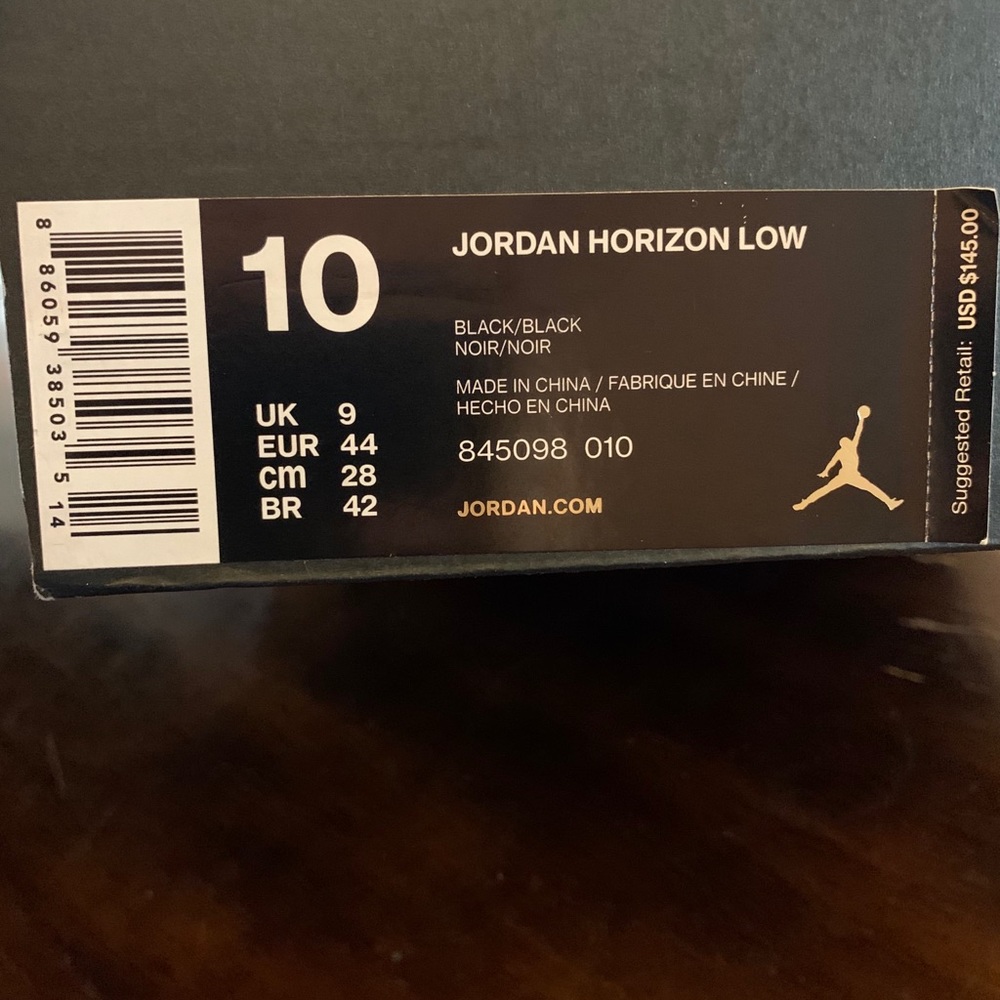 8 86059 38503 5 14
10
UK 9
EUR 44
cm 28
BR 42
JORDAN HORIZON LOW
BLACK/BLACK
NOIR/NOIR
MADE IN CHINA / FABRIQUE EN CHINE /
HECHO EN CHINA
845098 010
JORDAN.COM
Suggested Retail: USD $145.00